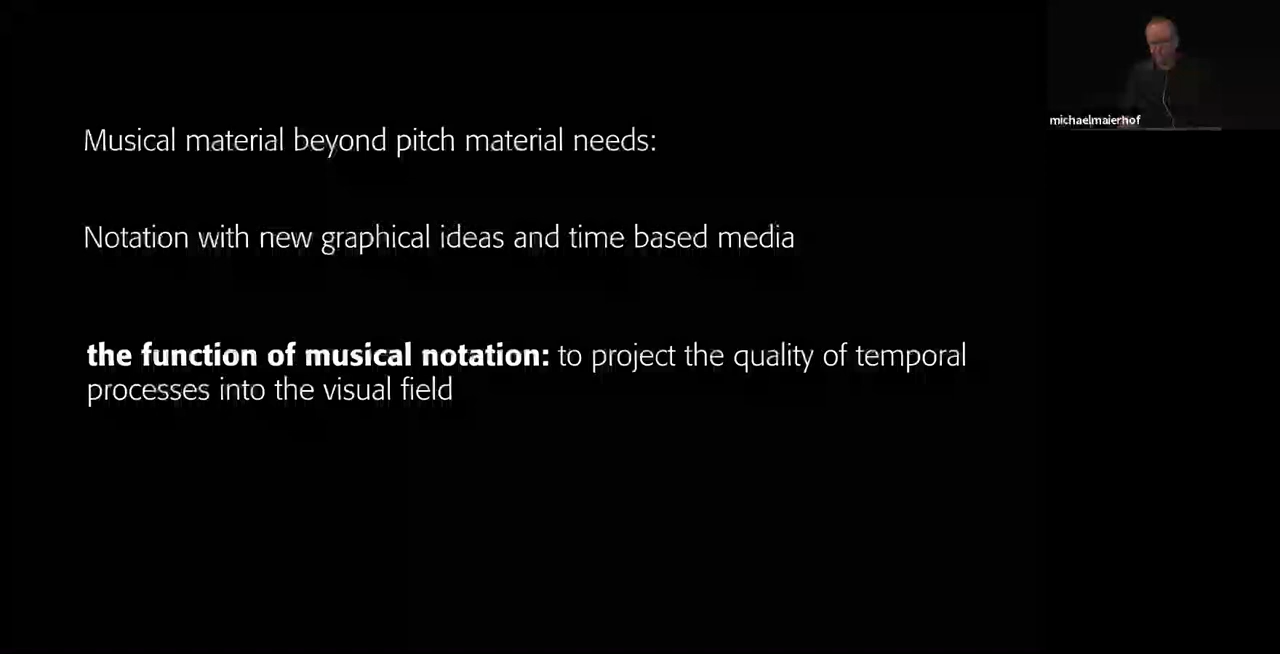 michaelmaierhof
Musical material beyond pitch material needs:
Notation with new graphical ideas and time based media
the function of musical notation: to project the quality of temporal
processes into the visual field